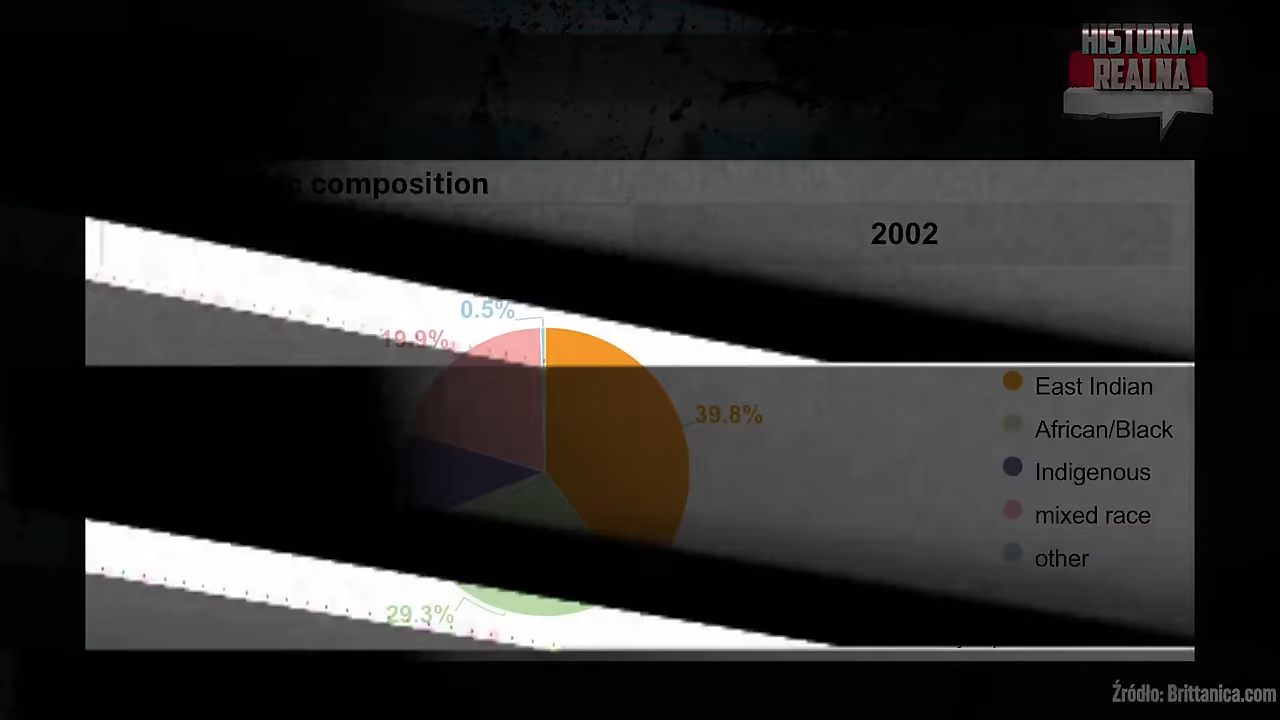 HISTORIA
REALNA
composition
2002
0.5%
19.9%
39.8%
East Indian
African/Black
Indigenous
mixed race
other
29.3%
Źródło: Brittanica.com